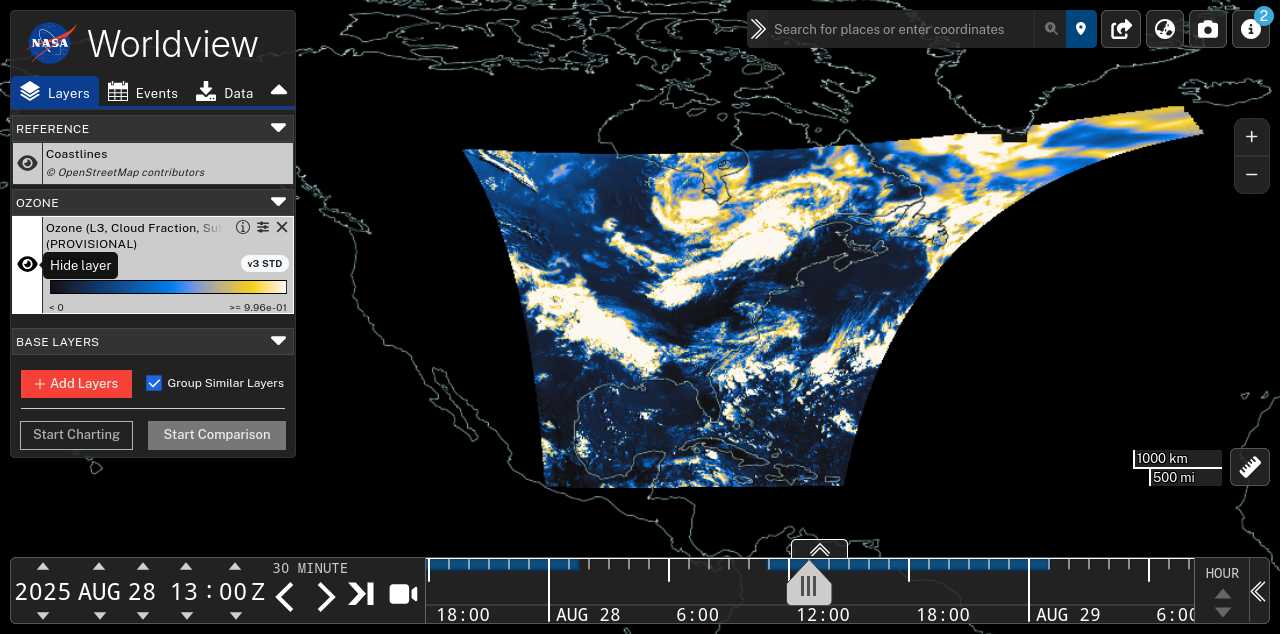 NASA Worldview
Layers
Events
Data
REFERENCE
Coastlines
© OpenStreetMap contributors
OZONE
Ozone (L3, Cloud Fraction, Su
(PROVISIONAL)
v3 STD
Hide layer
< 0
>= 9.96e-01
BASE LAYERS
+ Add Layers
Group Similar Layers
Start Charting
Start Comparison
Search for places or enter coordinates
2
+
−
1000 km
500 mi
2025 AUG 28 13 : 00 Z
30 MINUTE
18:00
AUG 28
6:00
12:00
18:00
AUG 29
6:00
HOUR